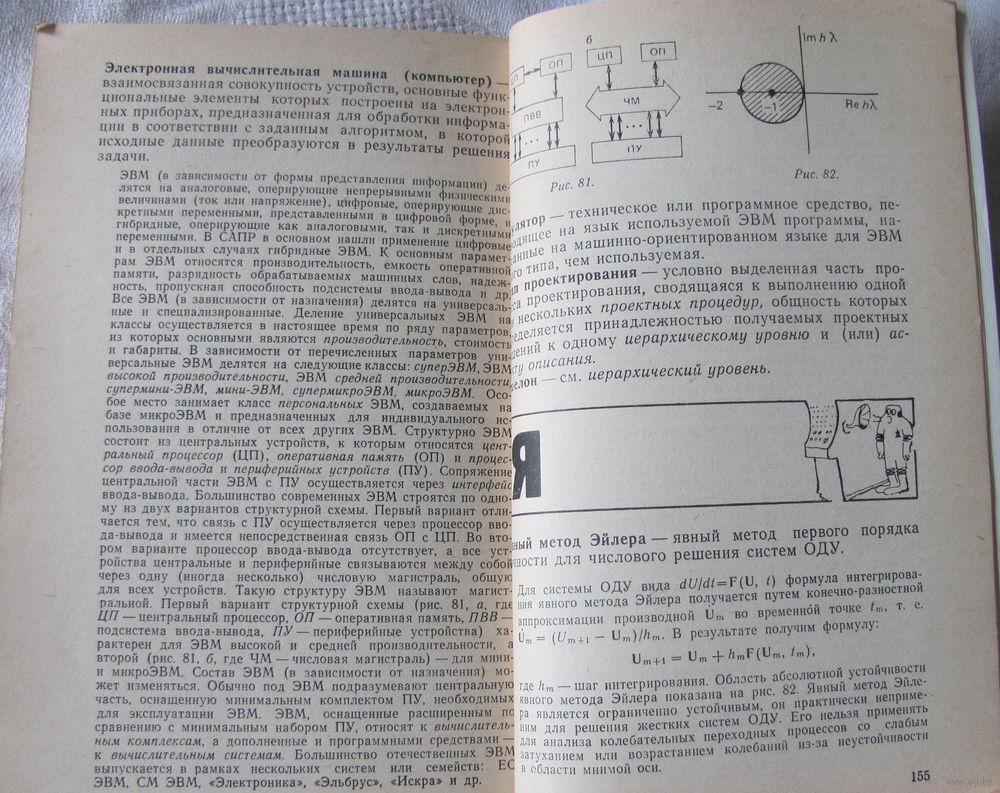 Электронная вычислительная машина (компьютер) —
взаимосвязанная совокупность устройств, основные функ-
циональные элементы которых построены на электрон-
ных приборах, предназначенная для обработки информа-
ции в соответствии с заданным алгоритмом, в которой
исходные данные преобразуются в результаты решения
задачи.
ЭВМ (в зависимости от формы представления информации) де-
лятся на аналоговые, оперирующие непрерывными физическими
величинами (ток или напряжение), цифровые, оперирующие дис-
кретными переменными, представленными в цифровой форме, и
гибридные, оперирующие как аналоговыми, так и дискретными
переменными. В САПР в основном нашли применение цифровые
и в отдельных случаях гибридные ЭВМ. К основным парамет-
рам ЭВМ относятся производительность, емкость оперативной
памяти, разрядность обрабатываемых машинных слов, надеж-
ность, пропускная способность подсистемы ввода-вывода и др.
Все ЭВМ (в зависимости от назначения) делятся на универсаль-
ные и специализированные. Деление универсальных ЭВМ на
классы осуществляется в настоящее время по ряду параметров,
из которых основными являются производительность, стоимость
и габариты. В зависимости от перечисленных параметров уни-
версальные ЭВМ делятся на следующие классы: суперЭВМ, ЭВМ
высокой производительности, ЭВМ средней производительности,
супермини-ЭВМ, мини-ЭВМ, супермикроЭВМ, микроЭВМ. Осо-
бое место занимает класс персональных ЭВМ, создаваемых на
базе микроЭВМ и предназначенных для индивидуального ис-
пользования в отличие от всех других ЭВМ. Структурно ЭВМ
состоит из центральных устройств, к которым относятся цент-
ральный процессор (ЦП), оперативная память (ОП) и процес-
сор ввода-вывода и периферийных устройств (ПУ). Сопряжение
центральной части ЭВМ с ПУ осуществляется через интерфейс
ввода-вывода. Большинство современных ЭВМ строятся по одно-
му из двух вариантов структурной схемы. Первый вариант отли-
чается тем, что связь с ПУ осуществляется через процессор вво-
да-вывода и имеется непосредственная связь ОП с ЦП. Во вто-
ром варианте процессор ввода-вывода отсутствует, а все уст-
ройства центральные и периферийные связываются между собой
через одну (иногда несколько) числовую магистраль, общую
для всех устройств. Такую структуру ЭВМ называют магист-
ральной. Первый вариант структурной схемы (рис. 81, а, где
ЦП — центральный процессор, ОП — оперативная память, ПВВ —
подсистема ввода-вывода, ПУ — периферийные устройства) ха-
рактерен для ЭВМ высокой и средней производительности, а
второй (рис. 81, б, где ЧМ — числовая магистраль) — для мини-
и микроЭВМ. Состав ЭВМ (в зависимости от назначения) мо-
жет изменяться. Обычно под ЭВМ подразумевают центральную
часть, оснащенную минимальным комплектом ПУ, необходимых
для эксплуатации ЭВМ. ЭВМ, оснащенные расширенным по
сравнению с минимальным набором ПУ, относят к вычислитель-
ным комплексам, а дополненные и программными средствами —
к вычислительным системам. Большинство отечественных ЭВМ
выпускается в рамках нескольких систем или семейств: ЕС
ЭВМ, СМ ЭВМ, «Электроника», «Эльбрус», «Искра» и др.
ЦП ОП
ПВВ
ПУ
б
ЦП ОП
ЧМ
ПУ
Рис. 81.
Im hλ
−2 −1 Re hλ
Рис. 82.
лятор — техническое или программное средство, пе-
одящее на язык используемой ЭВМ программы, на-
анные на машинно-ориентированном языке для ЭВМ
го типа, чем используемая.
п проектирования — условно выделенная часть про-
са проектирования, сводящаяся к выполнению одной
нескольких проектных процедур, общность которых
еделяется принадлежностью получаемых проектных
ений к одному иерархическому уровню и (или) ас-
ту описания.
елон — см. иерархический уровень.
Я
ный метод Эйлера — явный метод первого порядка
чности для числового решения систем ОДУ.
Для системы ОДУ вида dU/dt=F(U, t) формула интегрирова-
ния явного метода Эйлера получается путем конечно-разностной
аппроксимации производной U̇m во временной точке tm, т. е.
U̇m = (Um+1 − Um)/hm. В результате получим формулу:
Um+1 = Um + hmF(Um, tm),
где hm — шаг интегрирования. Область абсолютной устойчивости
явного метода Эйлера показана на рис. 82. Явный метод Эйле-
ра является ограниченно устойчивым, он практически неприме-
ним для решения жестких систем ОДУ. Его нельзя применять
для анализа колебательных переходных процессов со слабым
затуханием или возрастанием колебаний из-за неустойчивости
в области мнимой оси.
155
www.ay.by